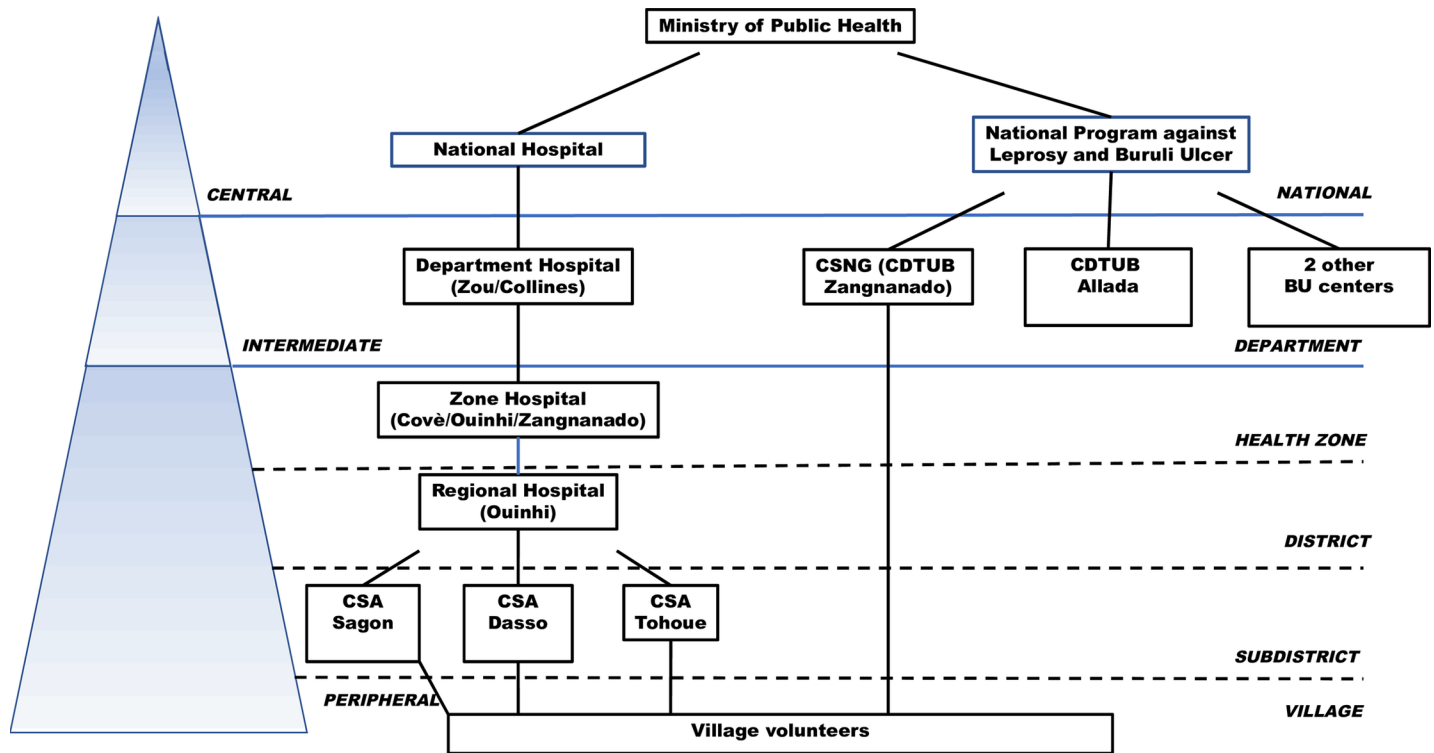 Ministry of Public Health
National Hospital
National Program against
Leprosy and Buruli Ulcer
CENTRAL
NATIONAL
Department Hospital
(Zou/Collines)
CSNG (CDTUB
Zangnanado)
CDTUB
Allada
2 other
BU centers
INTERMEDIATE
DEPARTMENT
Zone Hospital
(Covè/Ouinhi/Zangnanado)
HEALTH ZONE
Regional Hospital
(Ouinhi)
DISTRICT
CSA
Sagon
CSA
Dasso
CSA
Tohoue
SUBDISTRICT
PERIPHERAL
VILLAGE
Village volunteers